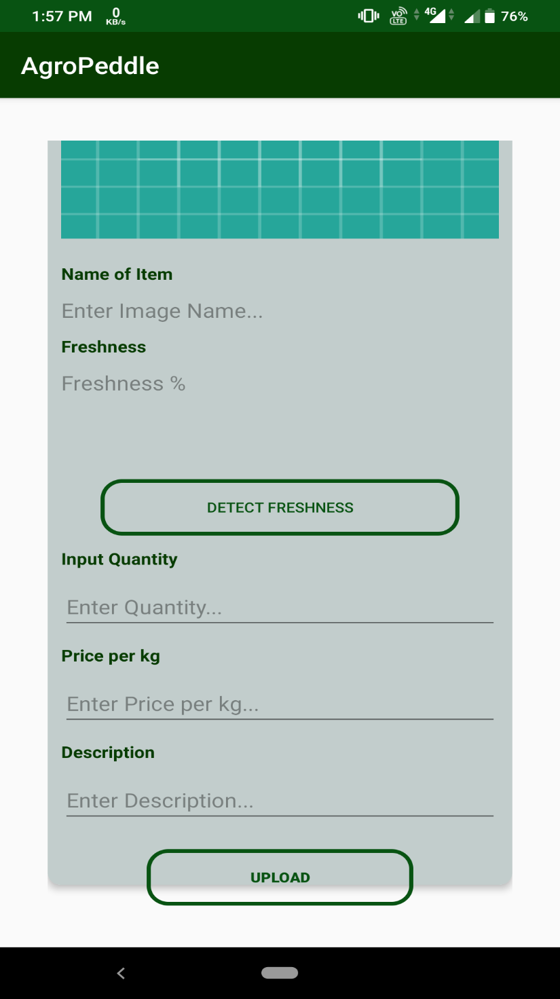 1:57 PM 0 KB/s VO LTE 4G 76%
AgroPeddle
Name of Item
Enter Image Name...
Freshness
Freshness %
DETECT FRESHNESS
Input Quantity
Enter Quantity...
Price per kg
Enter Price per kg...
Description
Enter Description...
UPLOAD